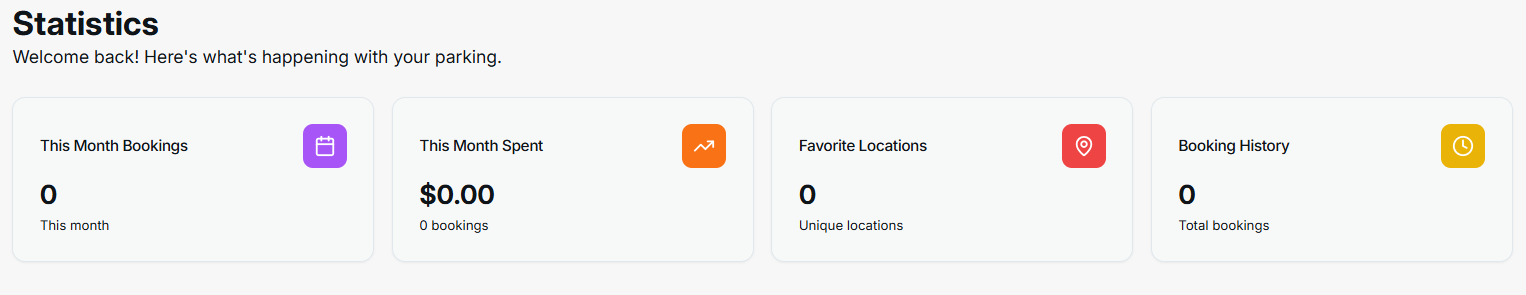 Statistics
Welcome back! Here's what's happening with your parking.
This Month Bookings
0
This month
This Month Spent
$0.00
0 bookings
Favorite Locations
0
Unique locations
Booking History
0
Total bookings